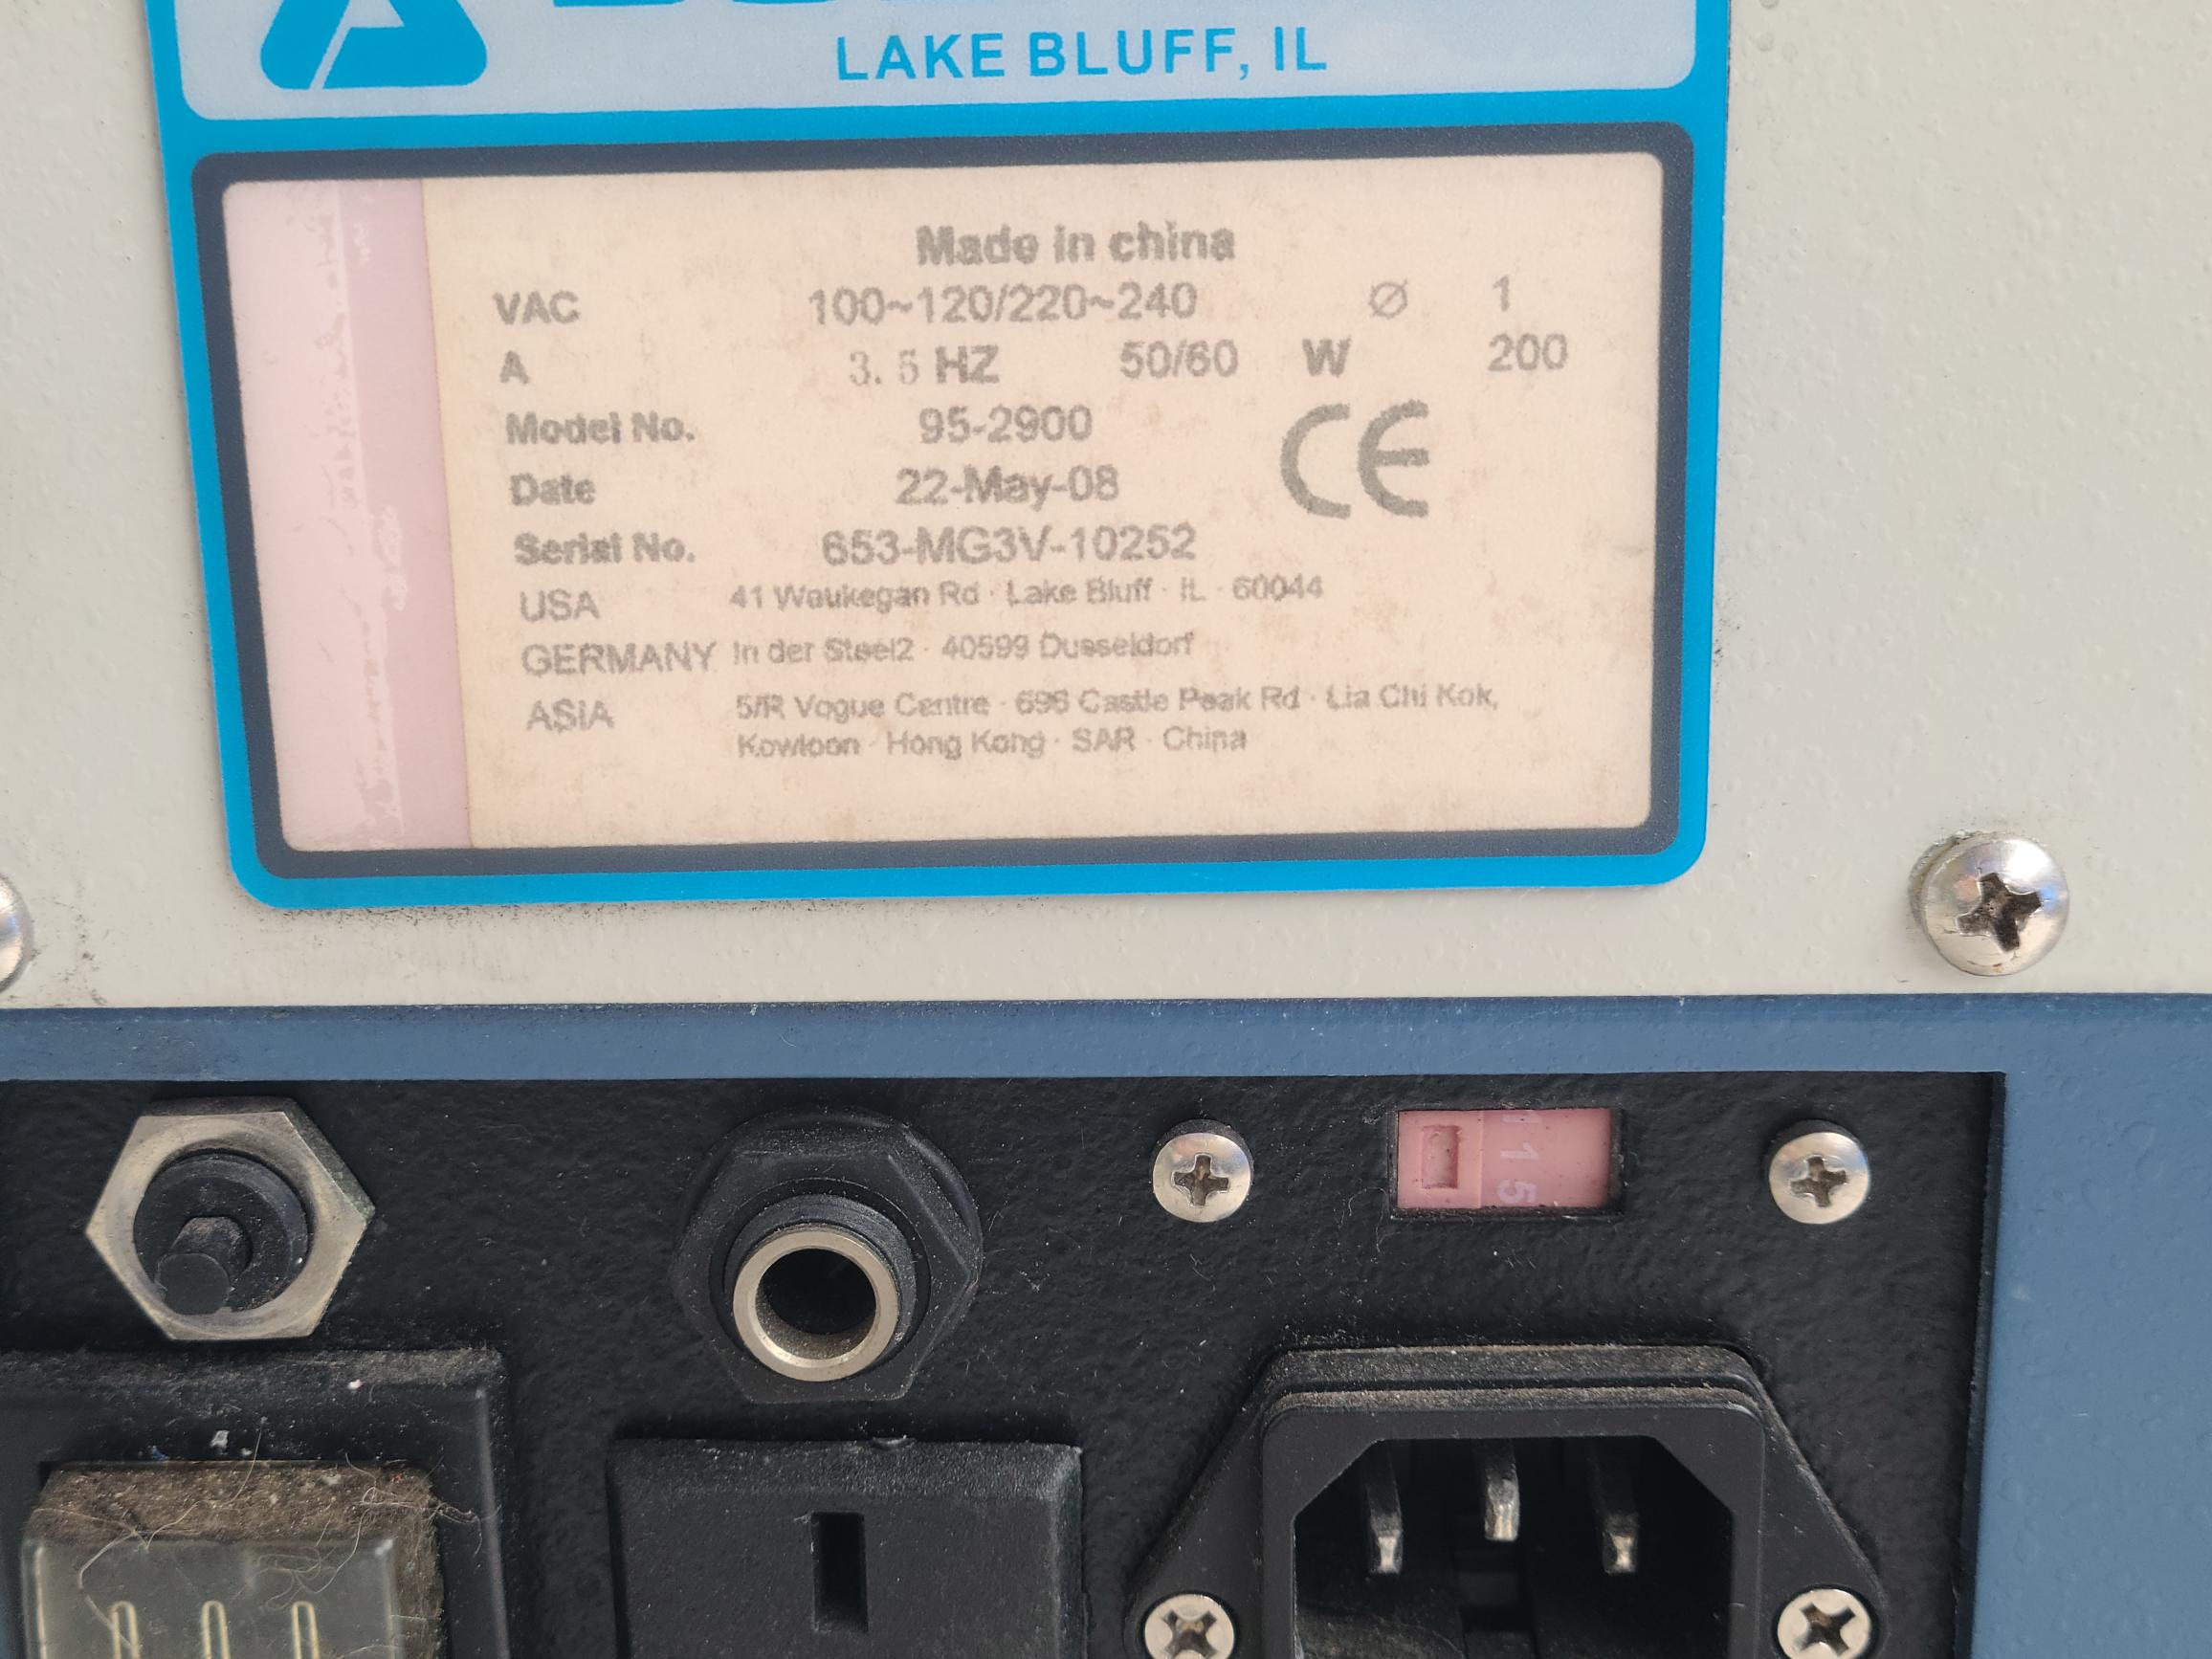 LAKE BLUFF, IL
Made in china
VAC 100~120/220~240 Ø 1
A 3.5 HZ 50/60 W 200
Model No. 95-2900
CE
Date 22-May-08
Serial No. 653-MG3V-10252
USA 41 Waukegan Rd · Lake Bluff · IL · 60044
GERMANY In der Steel2 · 40599 Dusseldorf
ASIA 5/R Vogue Centre · 696 Castle Peak Rd · Lia Chi Kok,
Kowloon · Hong Kong · SAR · China
115